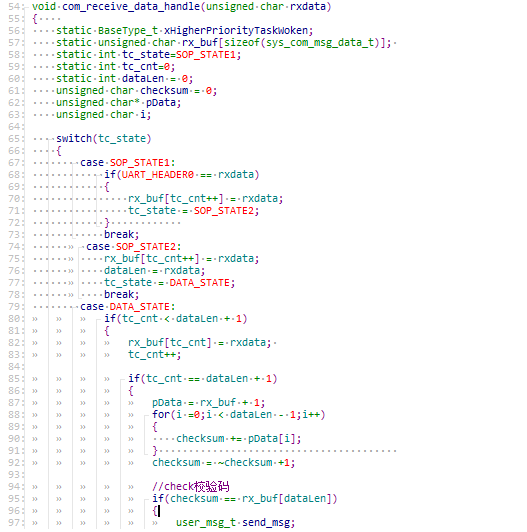 54: void com_receive_data_handle(unsigned char rxdata)
55: {
56: static BaseType_t xHigherPriorityTaskWoken;
57: static unsigned char rx_buf[sizeof(sys_com_msg_data_t)];
58: static int tc_state=SOP_STATE1;
59: static int tc_cnt=0;
60: static int dataLen = 0;
61: unsigned char checksum = 0;
62: unsigned char* pData;
63: unsigned char i;
64:
65: switch(tc_state)
66: {
67: case SOP_STATE1:
68: if(UART_HEADER0 == rxdata)
69: {
70: rx_buf[tc_cnt++] = rxdata;
71: tc_state = SOP_STATE2;
72: }
73: break;
74: case SOP_STATE2:
75: rx_buf[tc_cnt++] = rxdata;
76: dataLen = rxdata;
77: tc_state = DATA_STATE;
78: break;
79: case DATA_STATE:
80: if(tc_cnt < dataLen + 1)
81: {
82: rx_buf[tc_cnt] = rxdata;
83: tc_cnt++;
84:
85: if(tc_cnt == dataLen + 1)
86: {
87: pData = rx_buf + 1;
88: for(i =0;i < dataLen - 1;i++)
89: {
90: checksum += pData[i];
91: }
92: checksum = ~checksum +1;
93:
94: //check校验码
95: if(checksum == rx_buf[dataLen])
96: {
97: user_msg_t send_msg;